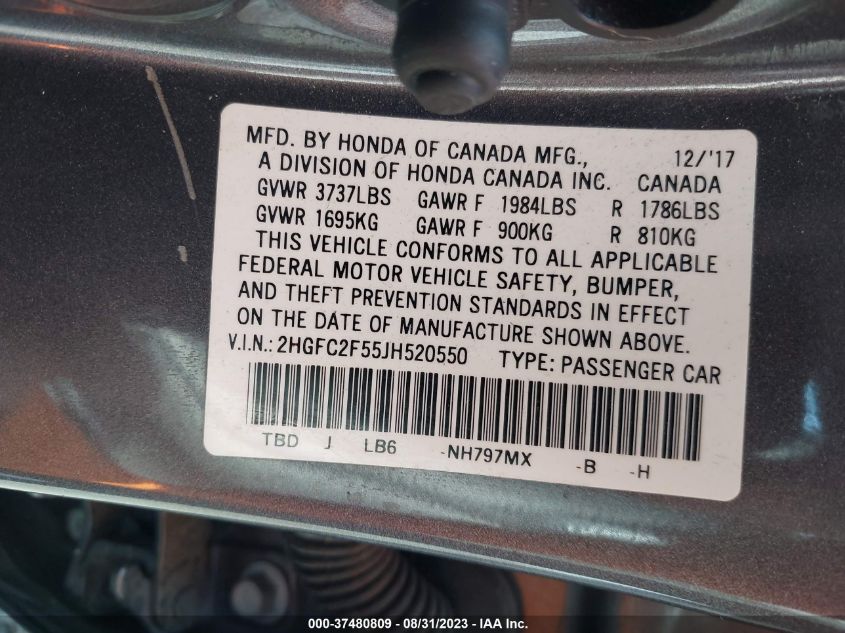 MFD. BY HONDA OF CANADA MFG., 12/'17
A DIVISION OF HONDA CANADA INC. CANADA
GVWR 3737LBS GAWR F 1984LBS R 1786LBS
GVWR 1695KG GAWR F 900KG R 810KG
THIS VEHICLE CONFORMS TO ALL APPLICABLE
FEDERAL MOTOR VEHICLE SAFETY, BUMPER,
AND THEFT PREVENTION STANDARDS IN EFFECT
ON THE DATE OF MANUFACTURE SHOWN ABOVE.
V.I.N.: 2HGFC2F55JH520550 TYPE: PASSENGER CAR
TBD J LB6 -NH797MX -B -H
000-37480809 - 08/31/2023 - IAA Inc.